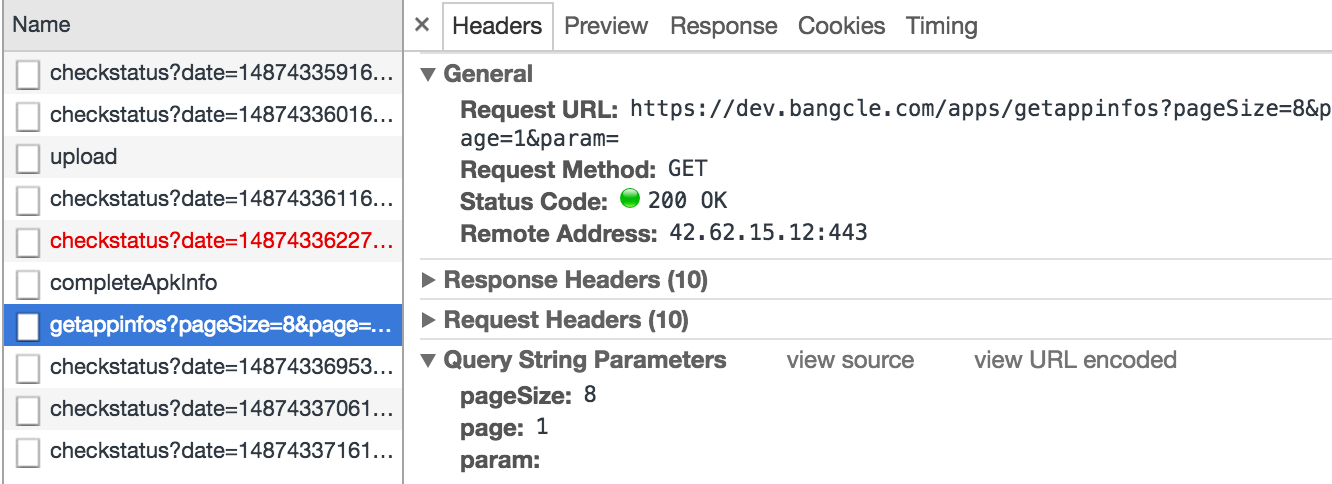 Name
checkstatus?date=14874335916...
checkstatus?date=14874336016...
upload
checkstatus?date=14874336116...
checkstatus?date=14874336227...
completeApkInfo
getappinfos?pageSize=8&page=...
checkstatus?date=14874336953...
checkstatus?date=14874337061...
checkstatus?date=14874337161...
× Headers Preview Response Cookies Timing
▼ General
Request URL: https://dev.bangcle.com/apps/getappinfos?pageSize=8&p
age=1&param=
Request Method: GET
Status Code: 200 OK
Remote Address: 42.62.15.12:443
▶ Response Headers (10)
▶ Request Headers (10)
▼ Query String Parameters view source view URL encoded
pageSize: 8
page: 1
param: